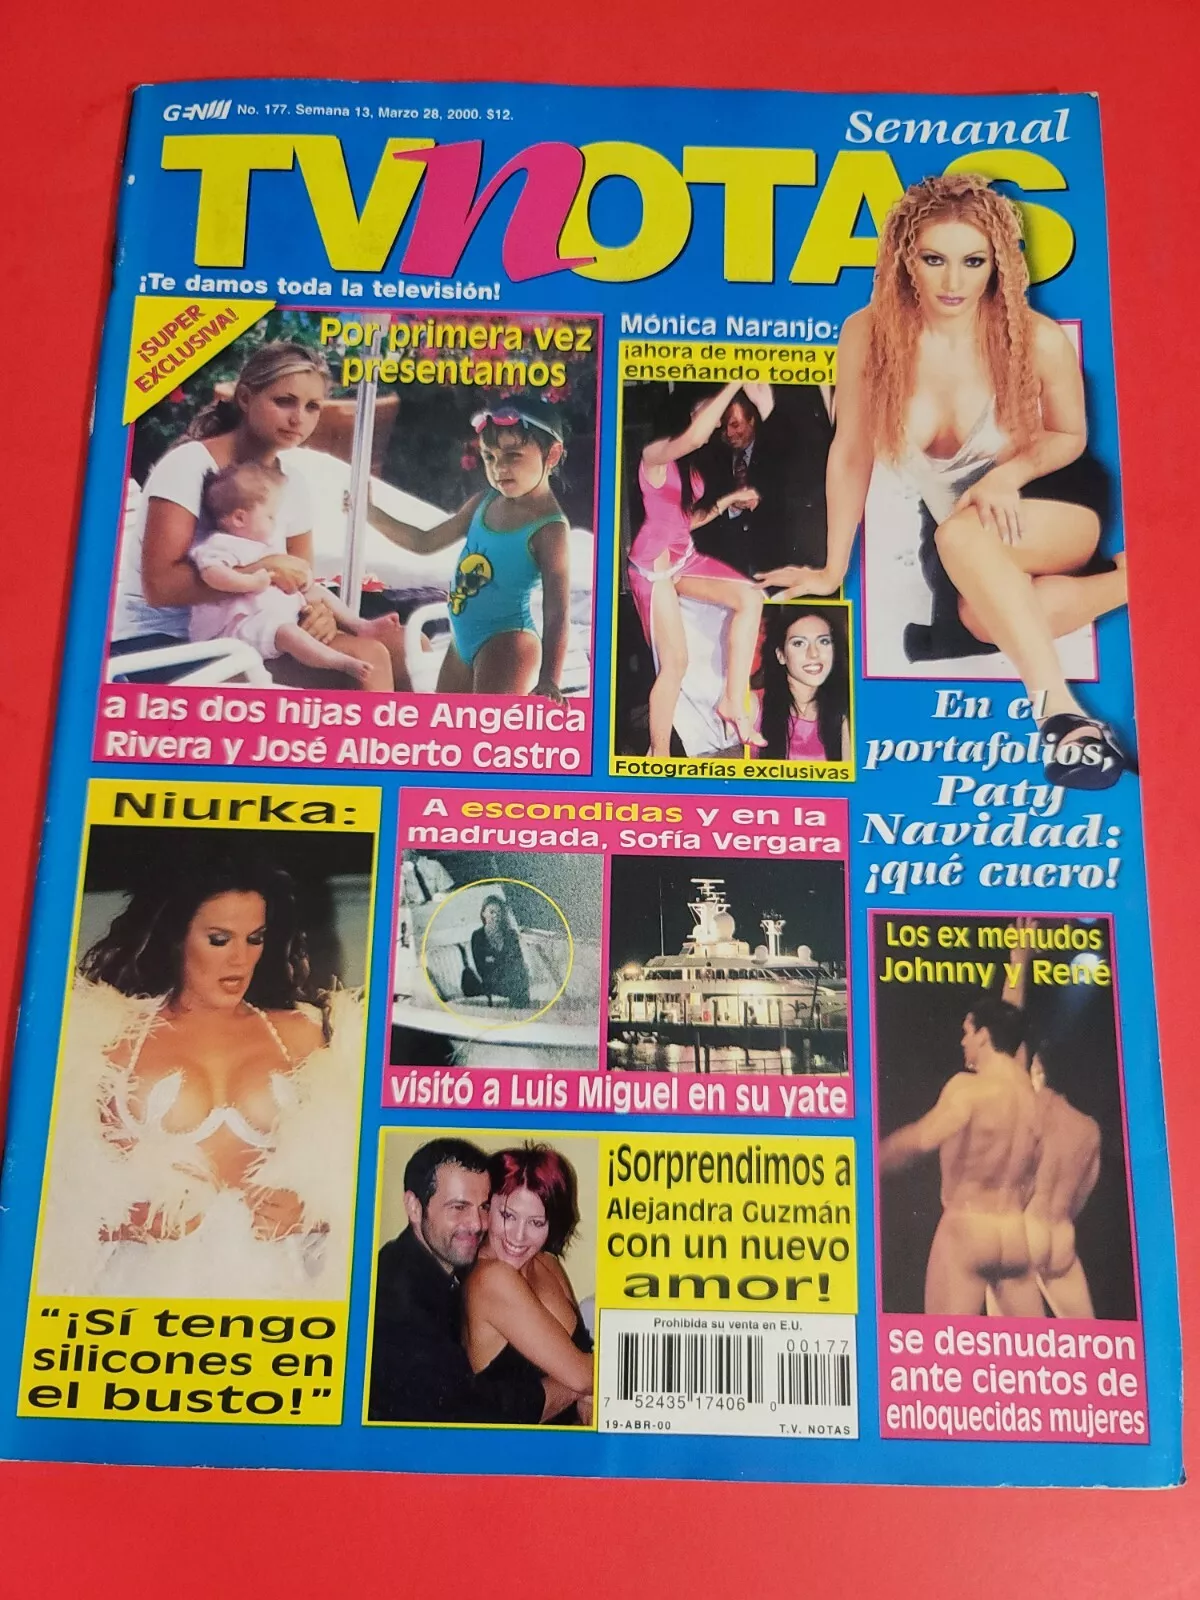 GENIII No. 177. Semana 13, Marzo 28, 2000. $12.
Semanal
TVnOTAS
¡Te damos toda la televisión!
¡SUPER
EXCLUSIVA!
Por primera vez
presentamos
a las dos hijas de Angélica
Rivera y José Alberto Castro
Mónica Naranjo:
¡ahora de morena y
enseñando todo!
Fotografías exclusivas
En el
portafolios,
Paty
Navidad:
¡qué cuero!
Niurka:
"¡Sí tengo
silicones en
el busto!"
A escondidas y en la
madrugada, Sofía Vergara
visitó a Luis Miguel en su yate
¡Sorprendimos a
Alejandra Guzmán
con un nuevo
amor!
Prohibida su venta en E.U.
00177
7 52435 17406 0
19-ABR-00 T.V. NOTAS
Los ex menudos
Johnny y René
se desnudaron
ante cientos de
enloquecidas mujeres